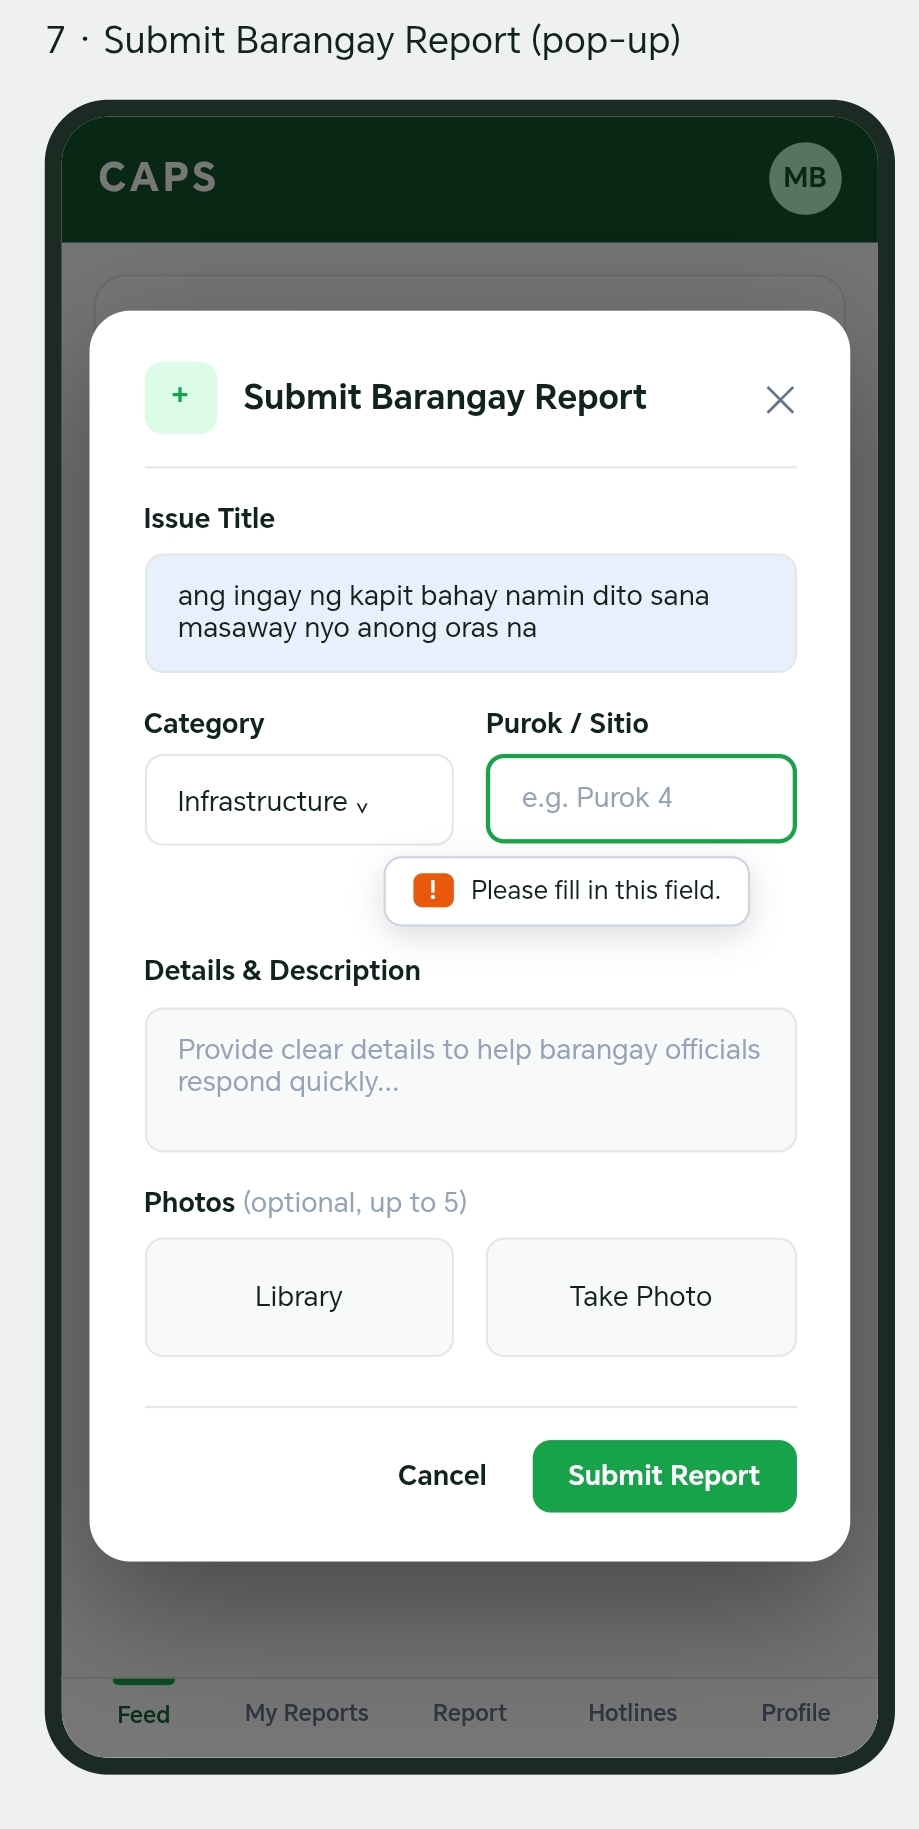 7 · Submit Barangay Report (pop-up)
CAPS
MB
+
Submit Barangay Report
Issue Title
ang ingay ng kapit bahay namin dito sana
masaway nyo anong oras na
Category
Purok / Sitio
Infrastructure
e.g. Purok 4
! Please fill in this field.
Details & Description
Provide clear details to help barangay officials
respond quickly...
Photos (optional, up to 5)
Library
Take Photo
Cancel
Submit Report
Feed
My Reports
Report
Hotlines
Profile